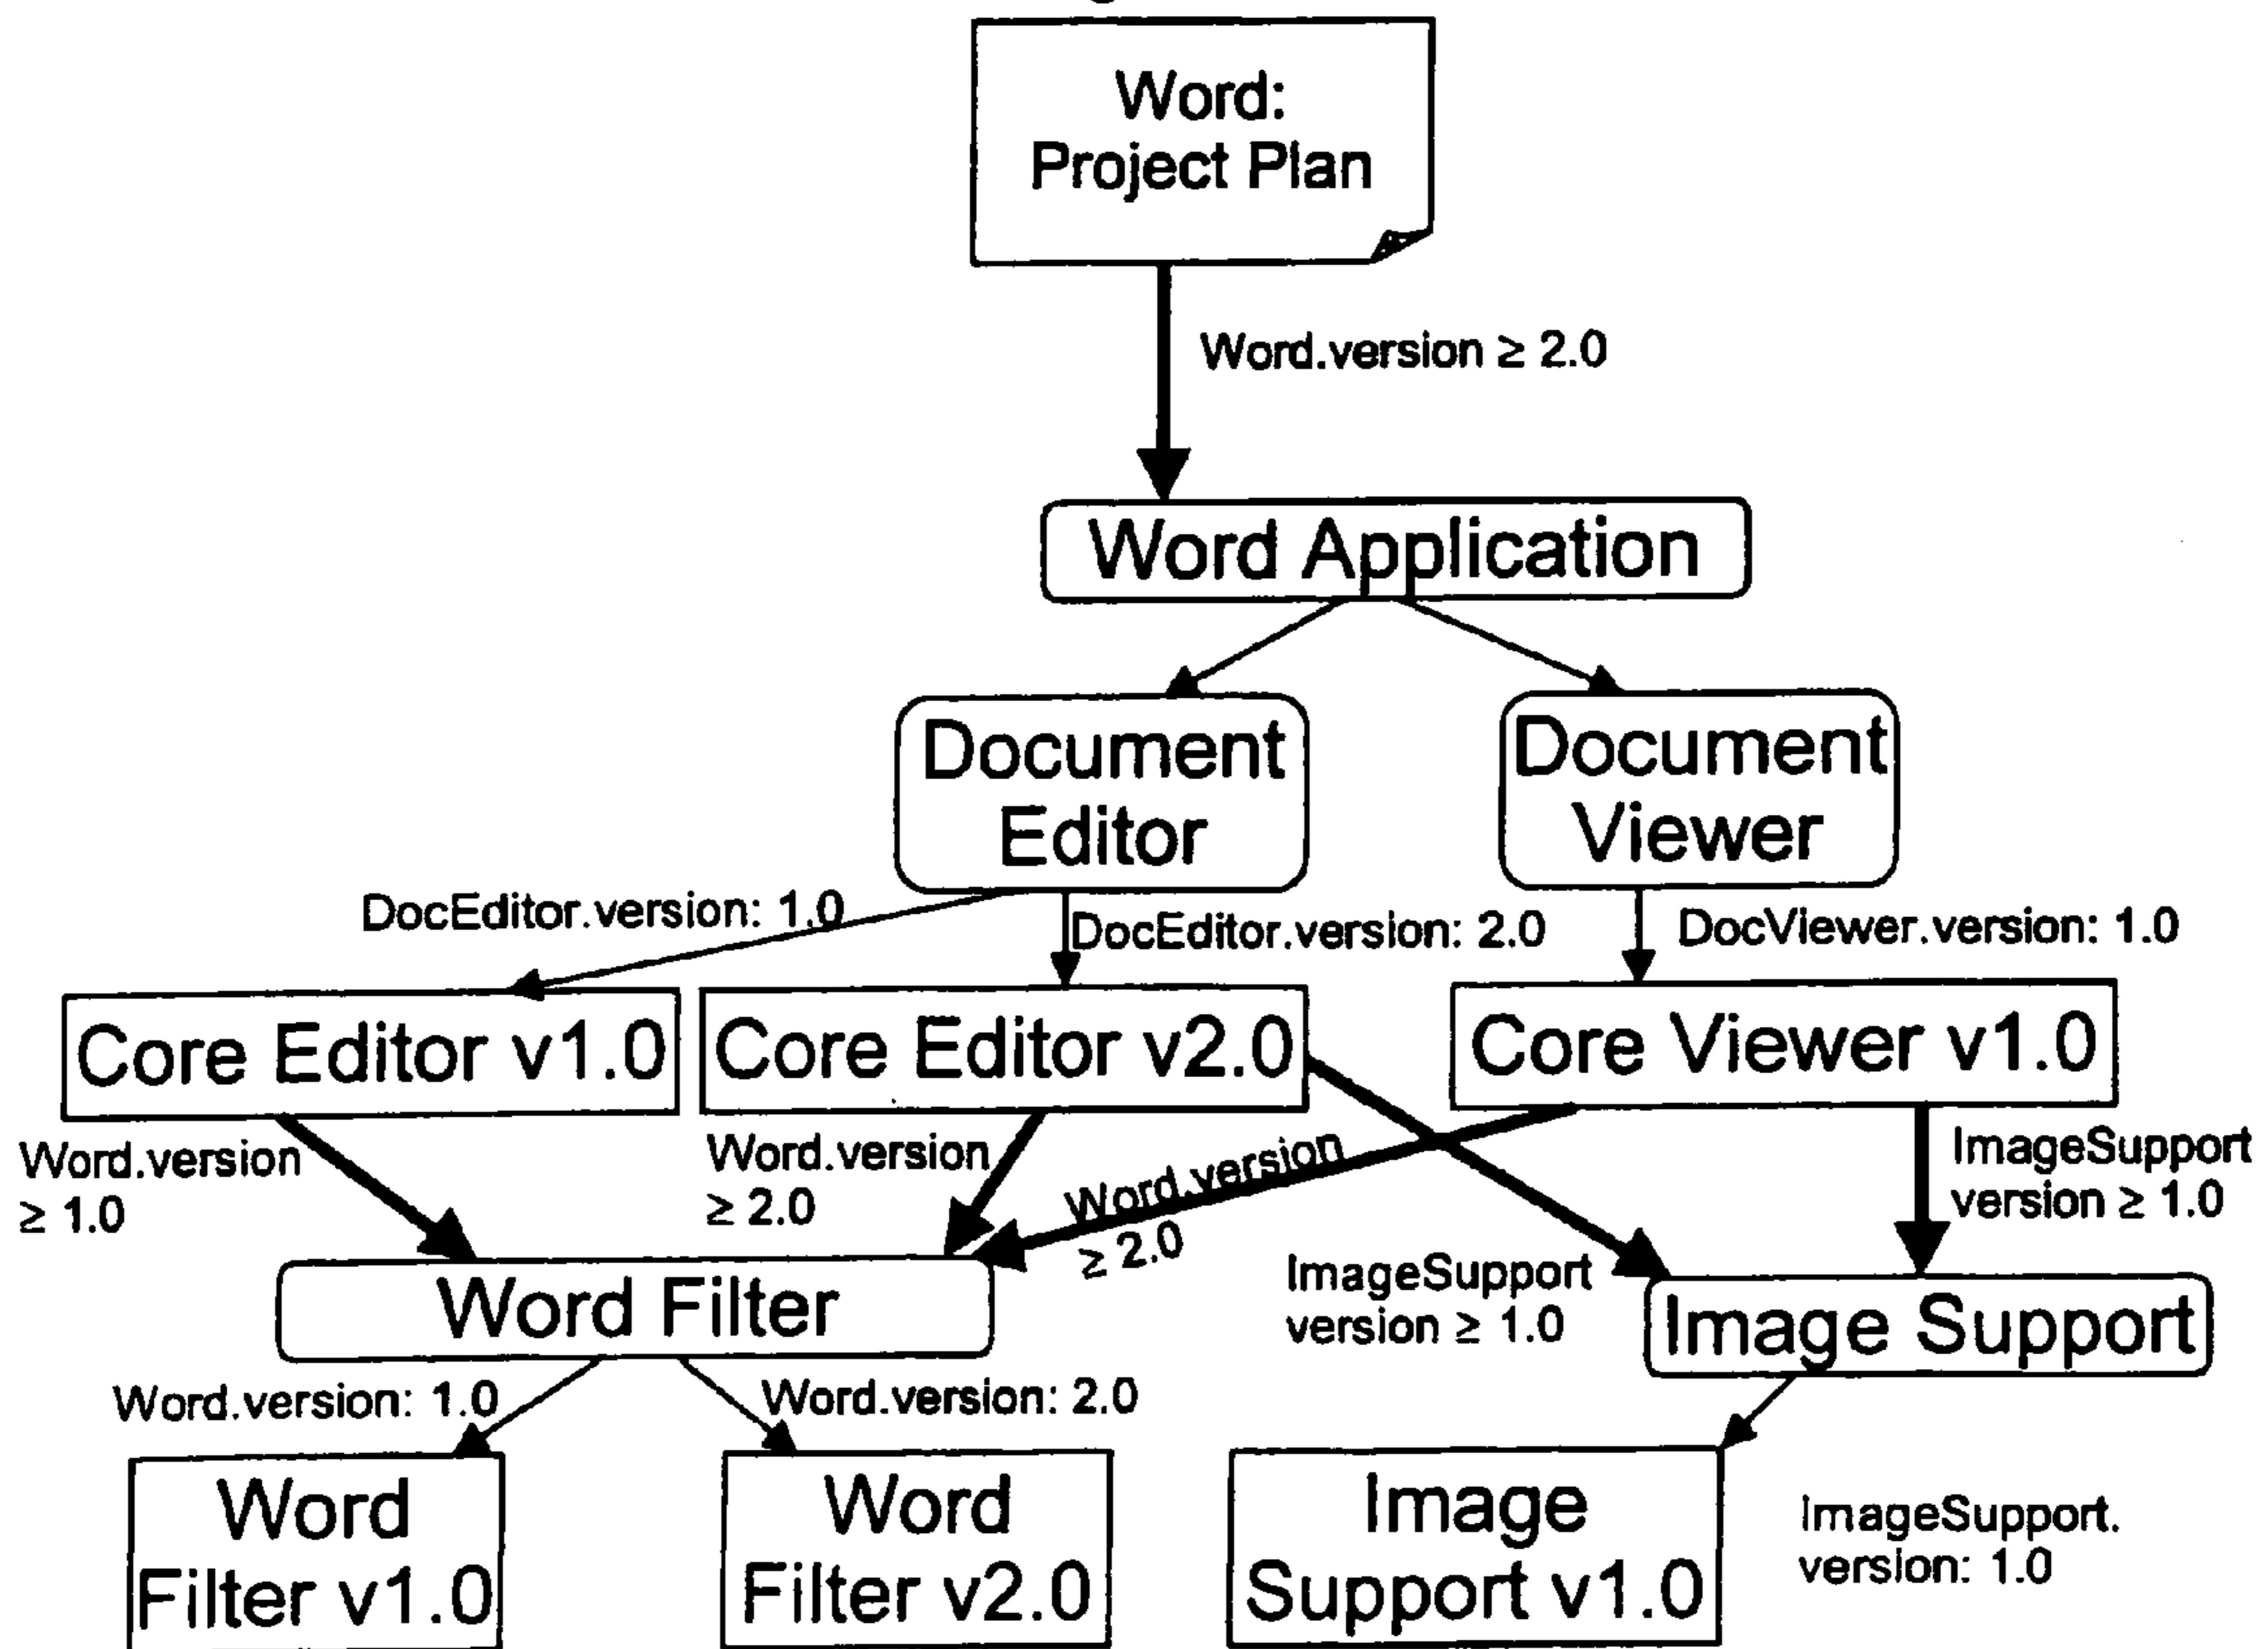 Word:
Project Plan
Word.version ≥ 2.0
Word Application
Document
Editor
Document
Viewer
DocEditor.version: 1.0
DocEditor.version: 2.0
DocViewer.version: 1.0
Core Editor v1.0
Core Editor v2.0
Core Viewer v1.0
Word.version
≥ 1.0
Word.version
≥ 2.0
Word.version
≥ 2.0
ImageSupport
version ≥ 1.0
ImageSupport
version ≥ 1.0
Word Filter
Image Support
Word.version: 1.0
Word.version: 2.0
Word
Filter v1.0
Word
Filter v2.0
Image
Support v1.0
ImageSupport.
version: 1.0